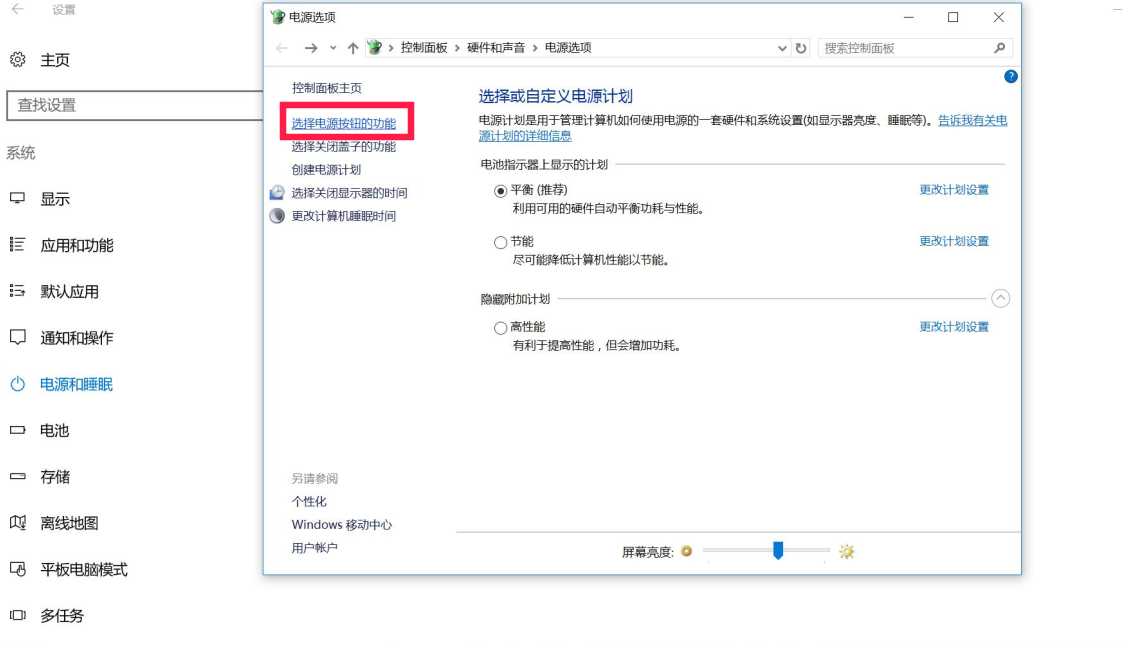 设置
主页
查找设置
系统
显示
应用和功能
默认应用
通知和操作
电源和睡眠
电池
存储
离线地图
平板电脑模式
多任务
电源选项
控制面板 › 硬件和声音 › 电源选项
搜索控制面板
控制面板主页
选择电源按钮的功能
选择关闭盖子的功能
创建电源计划
选择关闭显示器的时间
更改计算机睡眠时间
另请参阅
个性化
Windows 移动中心
用户帐户
选择或自定义电源计划
电源计划是用于管理计算机如何使用电源的一套硬件和系统设置(如显示器亮度、睡眠等)。告诉我有关电
源计划的详细信息
电池指示器上显示的计划
平衡 (推荐) 更改计划设置
利用可用的硬件自动平衡功耗与性能。
节能 更改计划设置
尽可能降低计算机性能以节能。
隐藏附加计划
高性能 更改计划设置
有利于提高性能，但会增加功耗。
屏幕亮度: